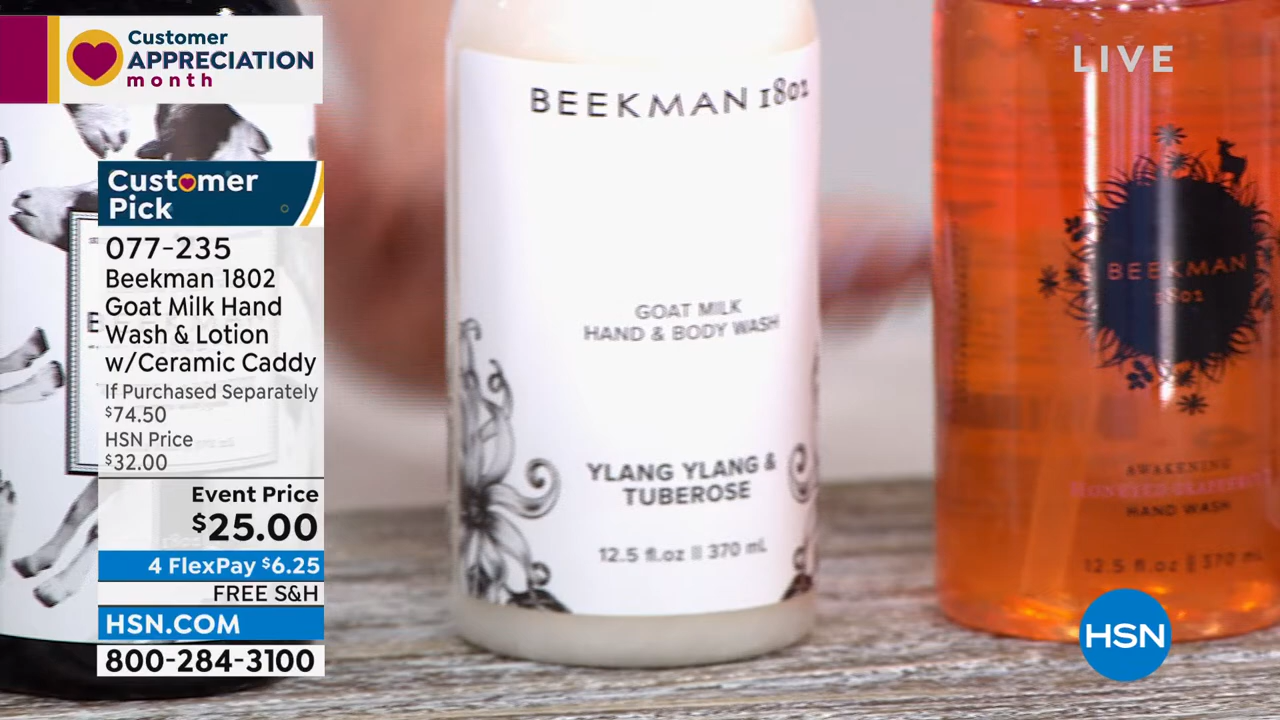 Customer
APPRECIATION
month
LIVE
Customer
Pick
077-235
Beekman 1802
Goat Milk Hand
Wash & Lotion
w/Ceramic Caddy
If Purchased Separately
$74.50
HSN Price
$32.00
Event Price
$25.00
4 FlexPay $6.25
FREE S&H
HSN.COM
800-284-3100
BEEKMAN 1802
GOAT MILK
HAND & BODY WASH
YLANG YLANG &
TUBEROSE
12.5 fl.oz || 370 mL
BEEKMAN
1802
AWAKENING
HONEYED GRAPEFRUIT
HAND WASH
12.5 fl.oz || 370 mL
HSN